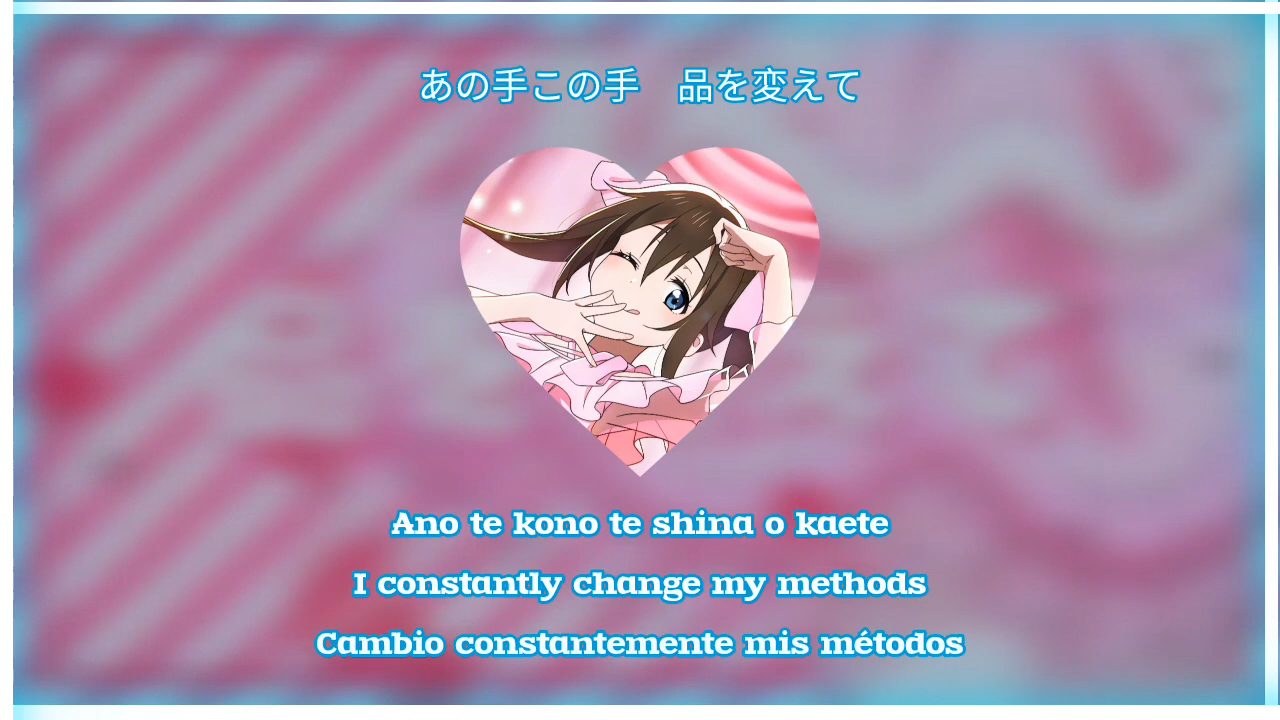 あの手この手　品を変えて
Ano te kono te shina o kaete
I constantly change my methods
Cambio constantemente mis métodos